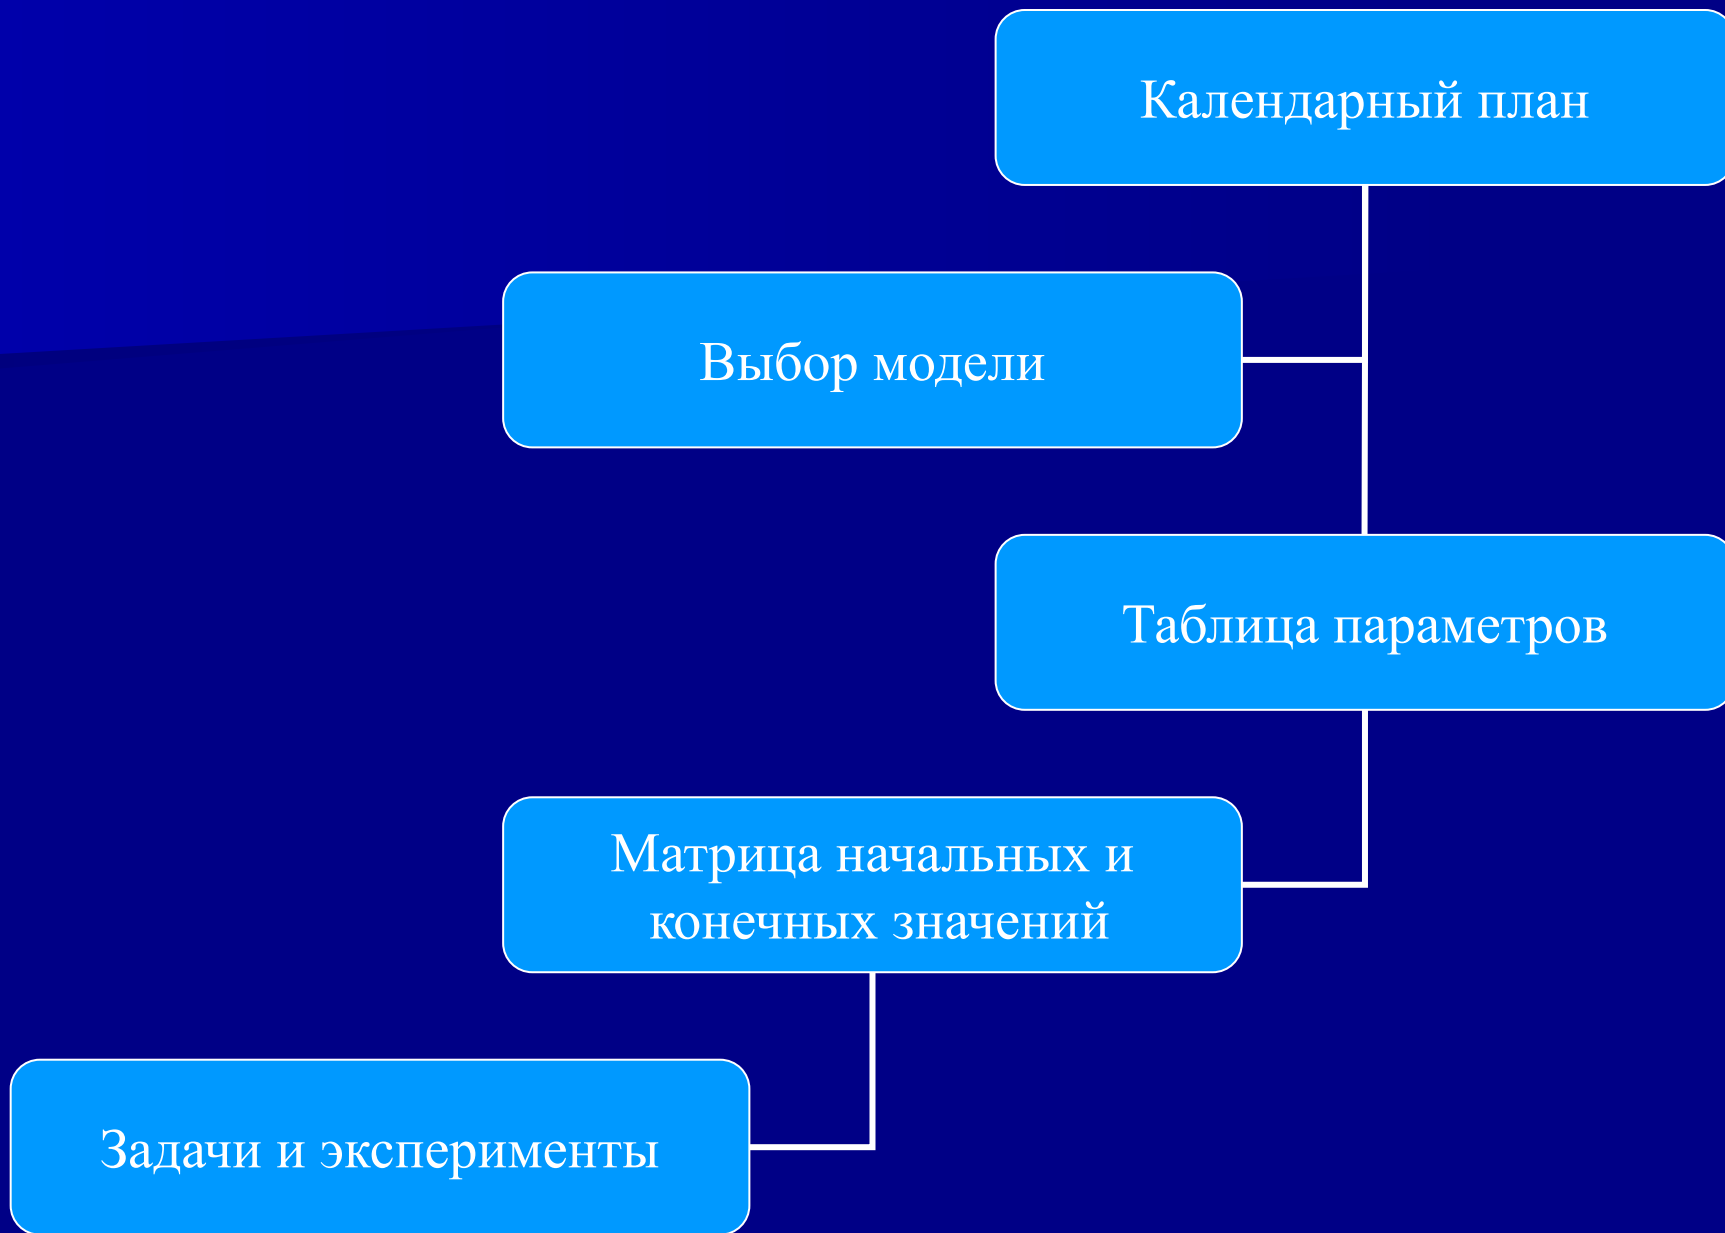 Календарный план
Выбор модели
Таблица параметров
Матрица начальных и
конечных значений
Задачи и эксперименты